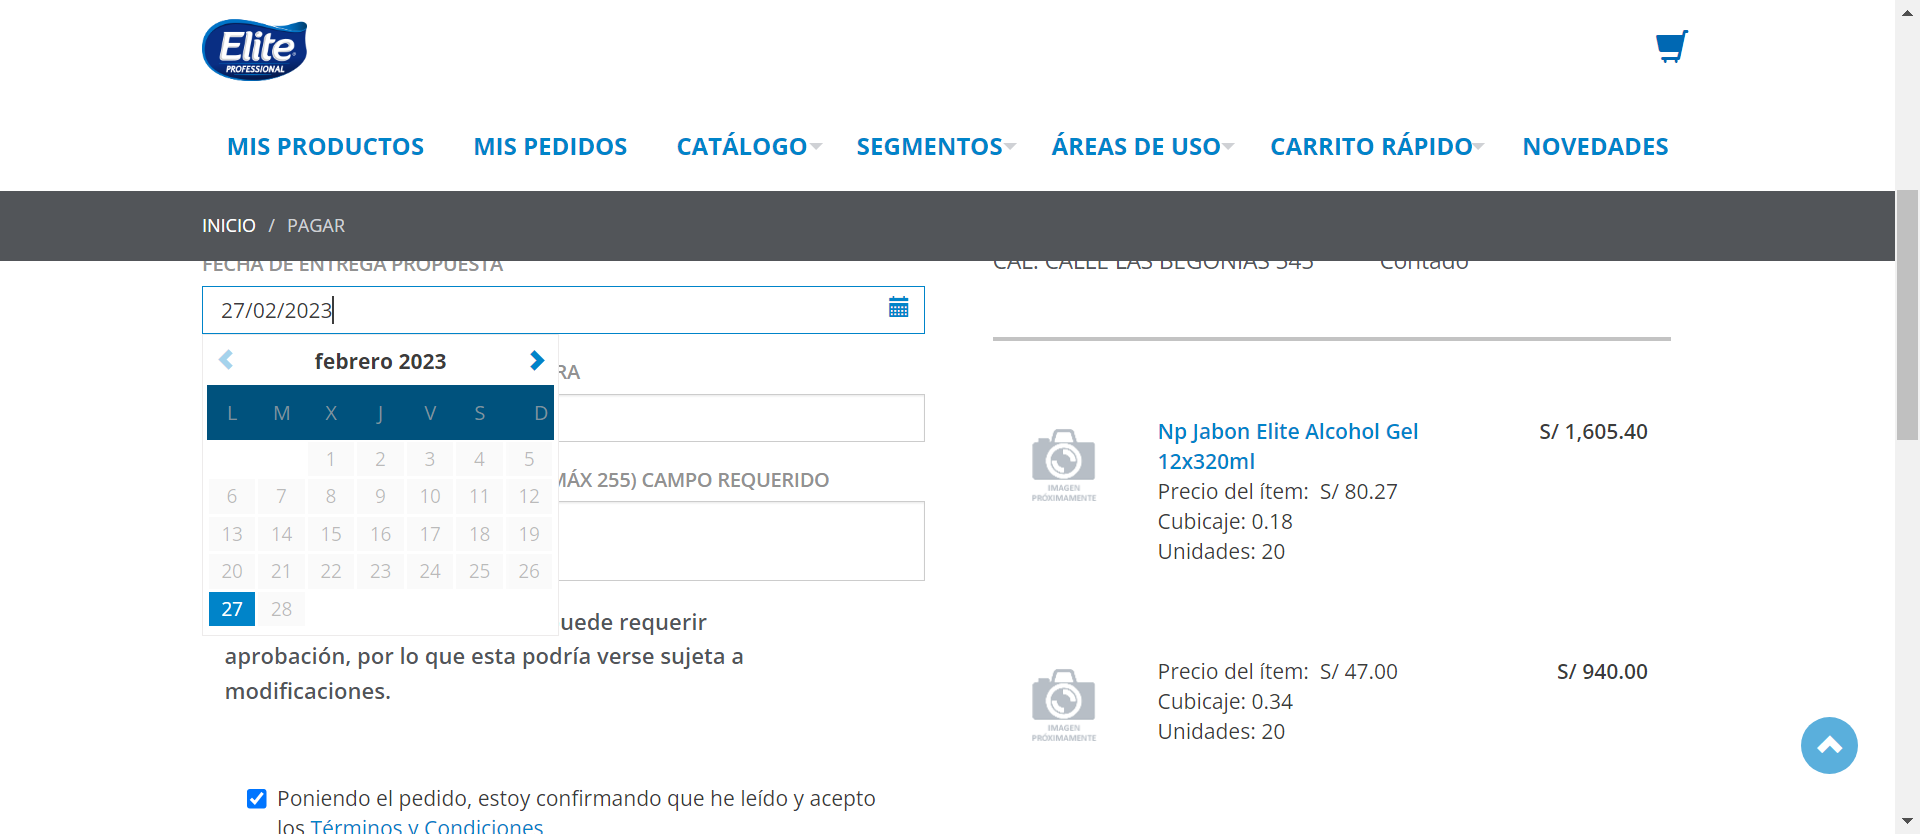 Elite
PROFESSIONAL
MIS PRODUCTOS MIS PEDIDOS CATÁLOGO SEGMENTOS ÁREAS DE USO CARRITO RÁPIDO NOVEDADES
INICIO / PAGAR
FECHA DE ENTREGA PROPUESTA
27/02/2023
febrero 2023
L M X J V S D
1 2 3 4 5
6 7 8 9 10 11 12
13 14 15 16 17 18 19
20 21 22 23 24 25 26
27 28
RA
MÁX 255) CAMPO REQUERIDO
uede requerir
aprobación, por lo que esta podría verse sujeta a
modificaciones.
Poniendo el pedido, estoy confirmando que he leído y acepto
los Términos y Condiciones
CAL. CALLE LAS BEGONIAS 545 Contado
IMAGEN
PRÓXIMAMENTE
Np Jabon Elite Alcohol Gel
12x320ml
S/ 1,605.40
Precio del ítem: S/ 80.27
Cubicaje: 0.18
Unidades: 20
IMAGEN
PRÓXIMAMENTE
Precio del ítem: S/ 47.00
S/ 940.00
Cubicaje: 0.34
Unidades: 20